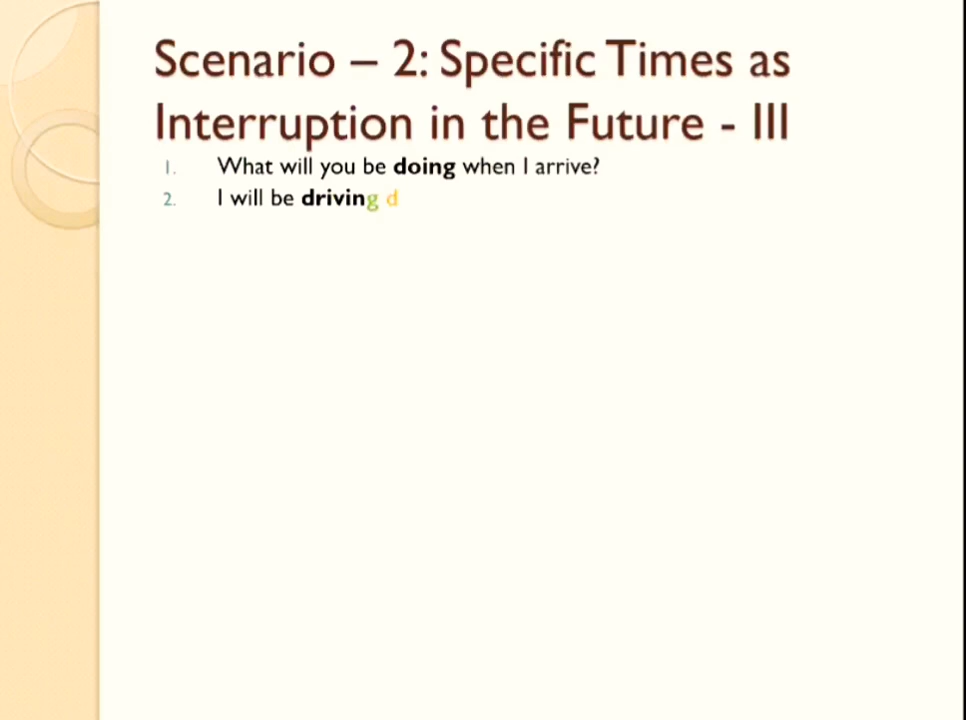 Scenario – 2: Specific Times as
Interruption in the Future - III
1. What will you be doing when I arrive?
2. I will be driving d